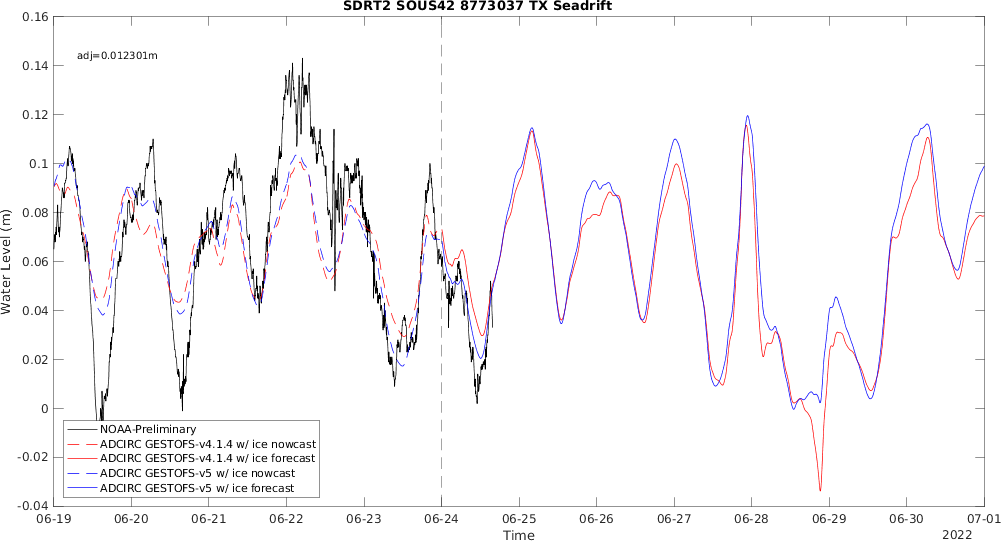 SDRT2 SOUS42 8773037 TX Seadrift
adj=0.012301m
Water Level (m)
0.16
0.14
0.12
0.1
0.08
0.06
0.04
0.02
0
-0.02
-0.04
NOAA-Preliminary
ADCIRC GESTOFS-v4.1.4 w/ ice nowcast
ADCIRC GESTOFS-v4.1.4 w/ ice forecast
ADCIRC GESTOFS-v5 w/ ice nowcast
ADCIRC GESTOFS-v5 w/ ice forecast
06-19 06-20 06-21 06-22 06-23 06-24 06-25 06-26 06-27 06-28 06-29 06-30 07-01
Time
2022